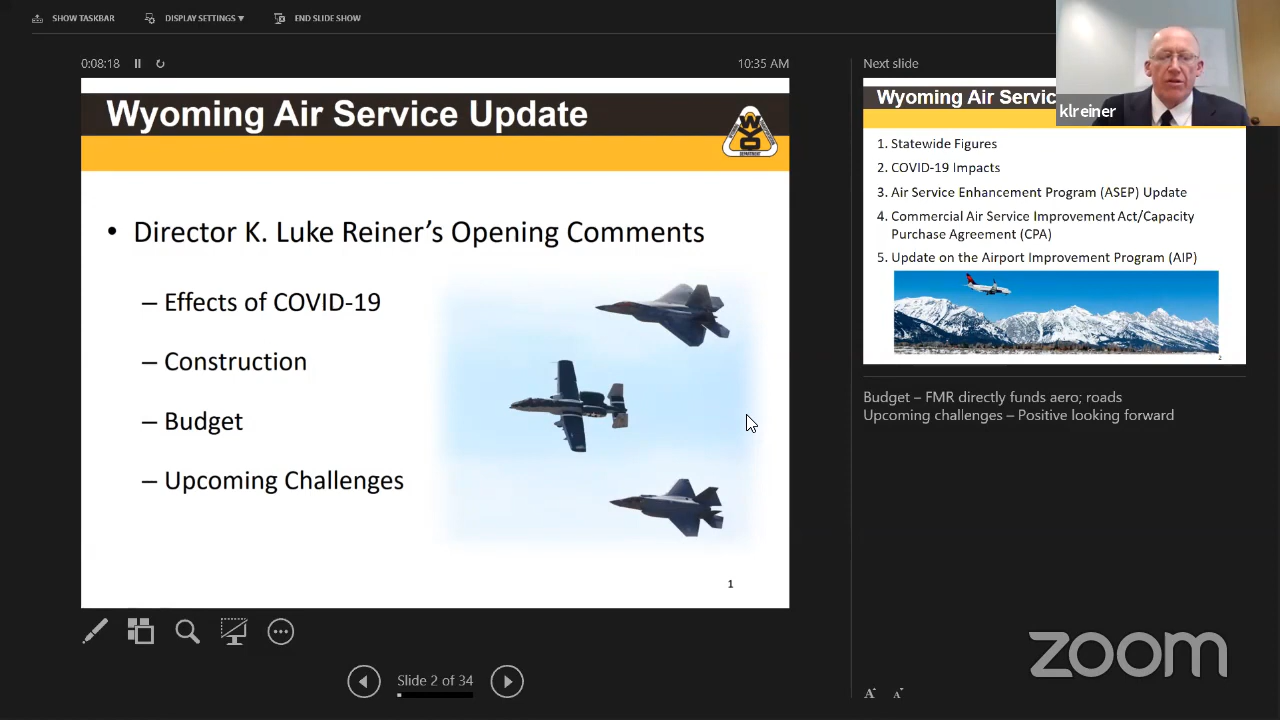 SHOW TASKBAR
DISPLAY SETTINGS ▾
END SLIDE SHOW
0:08:18
10:35 AM
Wyoming Air Service Update
WYO
DEPARTMENT
• Director K. Luke Reiner's Opening Comments
– Effects of COVID-19
– Construction
– Budget
– Upcoming Challenges
1
Slide 2 of 34
Next slide
klreiner
Wyoming Air Servic
1. Statewide Figures
2. COVID-19 Impacts
3. Air Service Enhancement Program (ASEP) Update
4. Commercial Air Service Improvement Act/Capacity
Purchase Agreement (CPA)
5. Update on the Airport Improvement Program (AIP)
2
Budget – FMR directly funds aero; roads
Upcoming challenges – Positive looking forward
zoom
A A